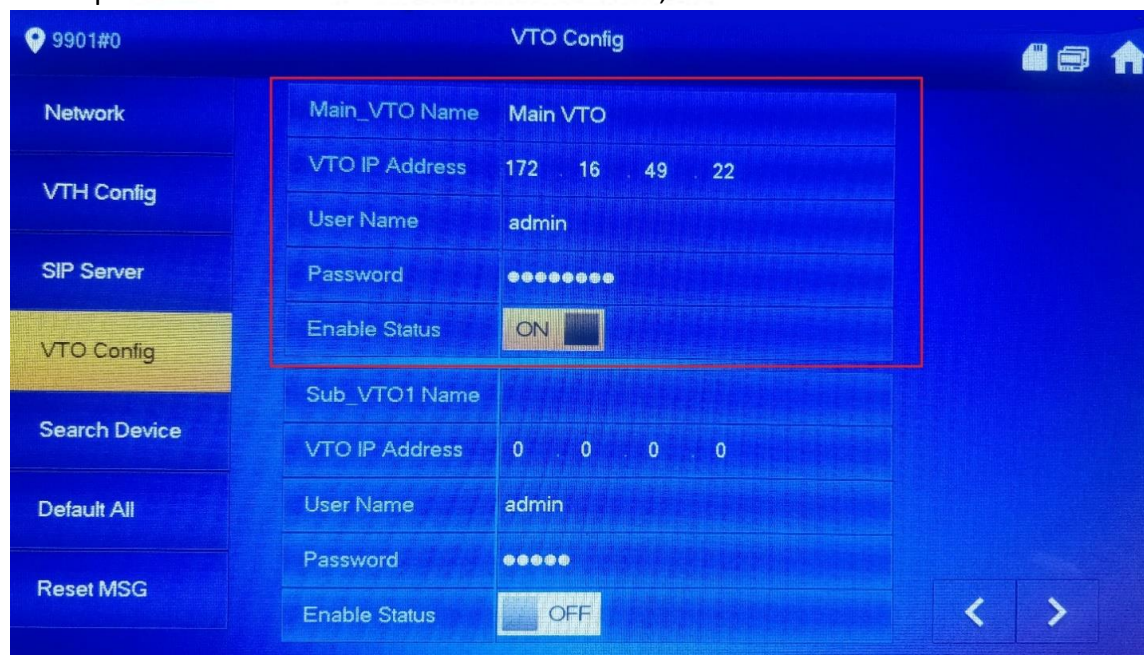 9901#0 VTO Config
Network
VTH Config
SIP Server
VTO Config
Search Device
Default All
Reset MSG
Main_VTO Name Main VTO
VTO IP Address 172 . 16 . 49 . 22
User Name admin
Password ●●●●●●●●
Enable Status ON
Sub_VTO1 Name
VTO IP Address 0 . 0 . 0 . 0
User Name admin
Password ●●●●●
Enable Status OFF
< >